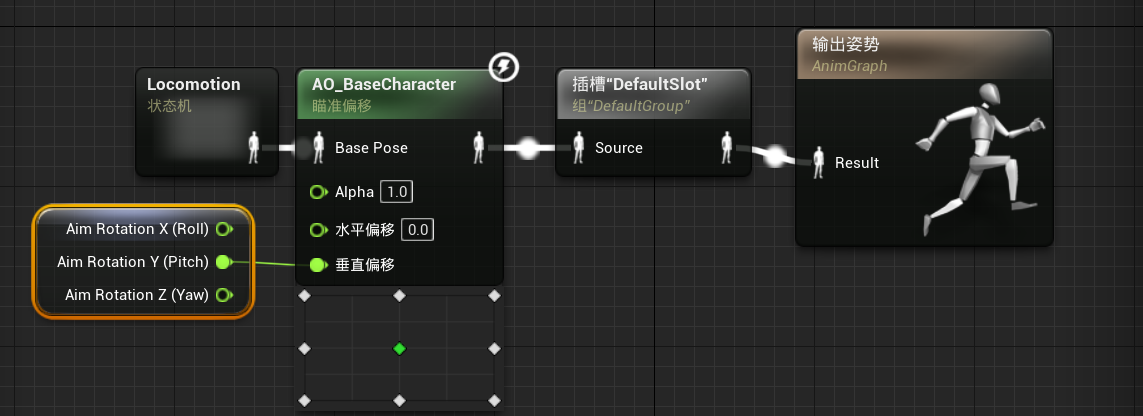 Locomotion
状态机
AO_BaseCharacter
瞄准偏移
Base Pose
Alpha 1.0
水平偏移 0.0
垂直偏移
插槽“DefaultSlot”
组“DefaultGroup”
Source
输出姿势
AnimGraph
Result
Aim Rotation X (Roll)
Aim Rotation Y (Pitch)
Aim Rotation Z (Yaw)